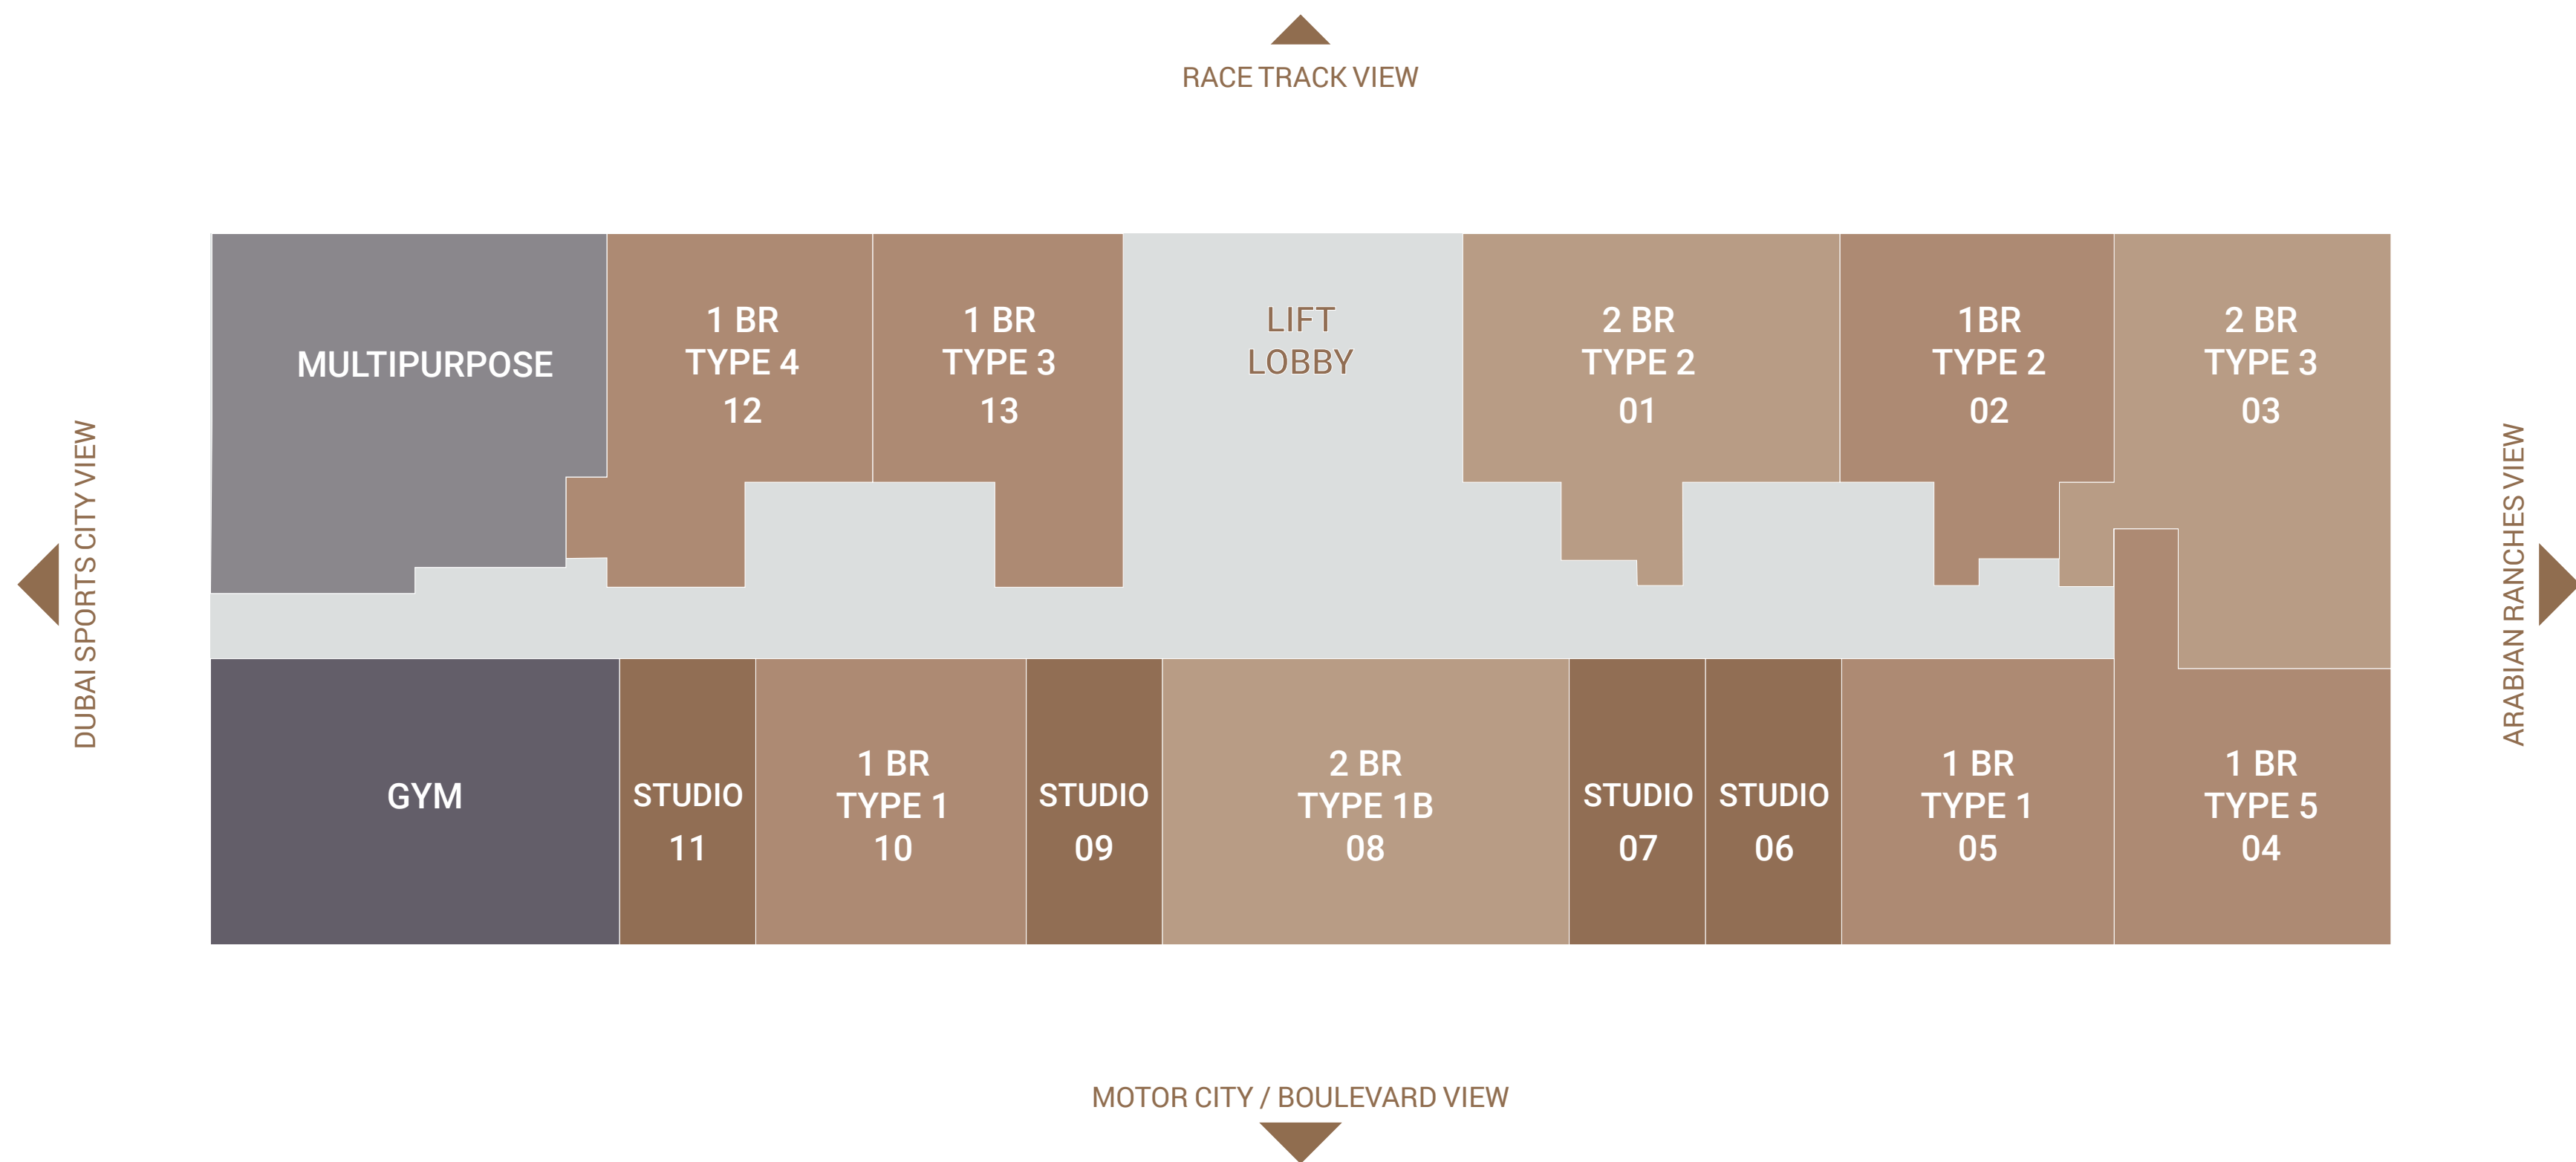 RACE TRACK VIEW
DUBAI SPORTS CITY VIEW
MULTIPURPOSE
1 BR
TYPE 4
12
1 BR
TYPE 3
13
LIFT
LOBBY
2 BR
TYPE 2
01
1BR
TYPE 2
02
2 BR
TYPE 3
03
ARABIAN RANCHES VIEW
GYM
STUDIO
11
1 BR
TYPE 1
10
STUDIO
09
2 BR
TYPE 1B
08
STUDIO
07
STUDIO
06
1 BR
TYPE 1
05
1 BR
TYPE 5
04
MOTOR CITY / BOULEVARD VIEW